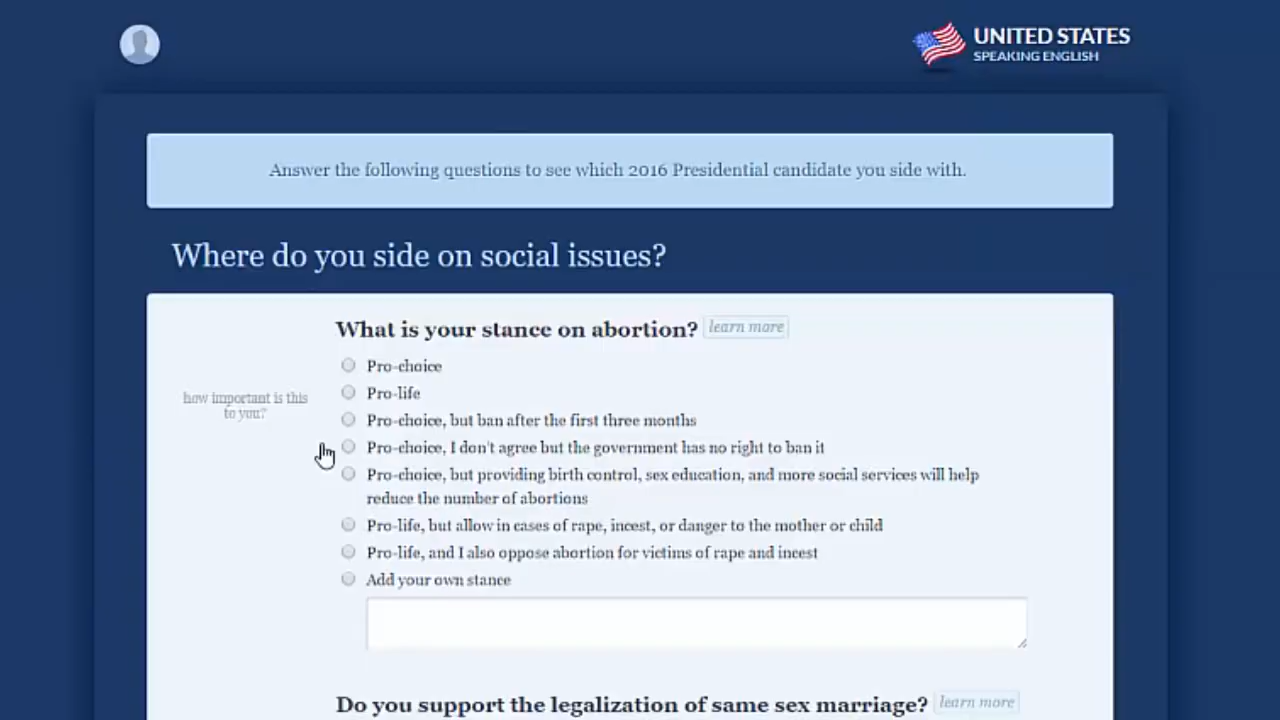 UNITED STATES
SPEAKING ENGLISH
Answer the following questions to see which 2016 Presidential candidate you side with.
Where do you side on social issues?
What is your stance on abortion? learn more
Pro-choice
Pro-life
how important is this
to you?
Pro-choice, but ban after the first three months
Pro-choice, I don't agree but the government has no right to ban it
Pro-choice, but providing birth control, sex education, and more social services will help
reduce the number of abortions
Pro-life, but allow in cases of rape, incest, or danger to the mother or child
Pro-life, and I also oppose abortion for victims of rape and incest
Add your own stance
Do you support the legalization of same sex marriage? learn more